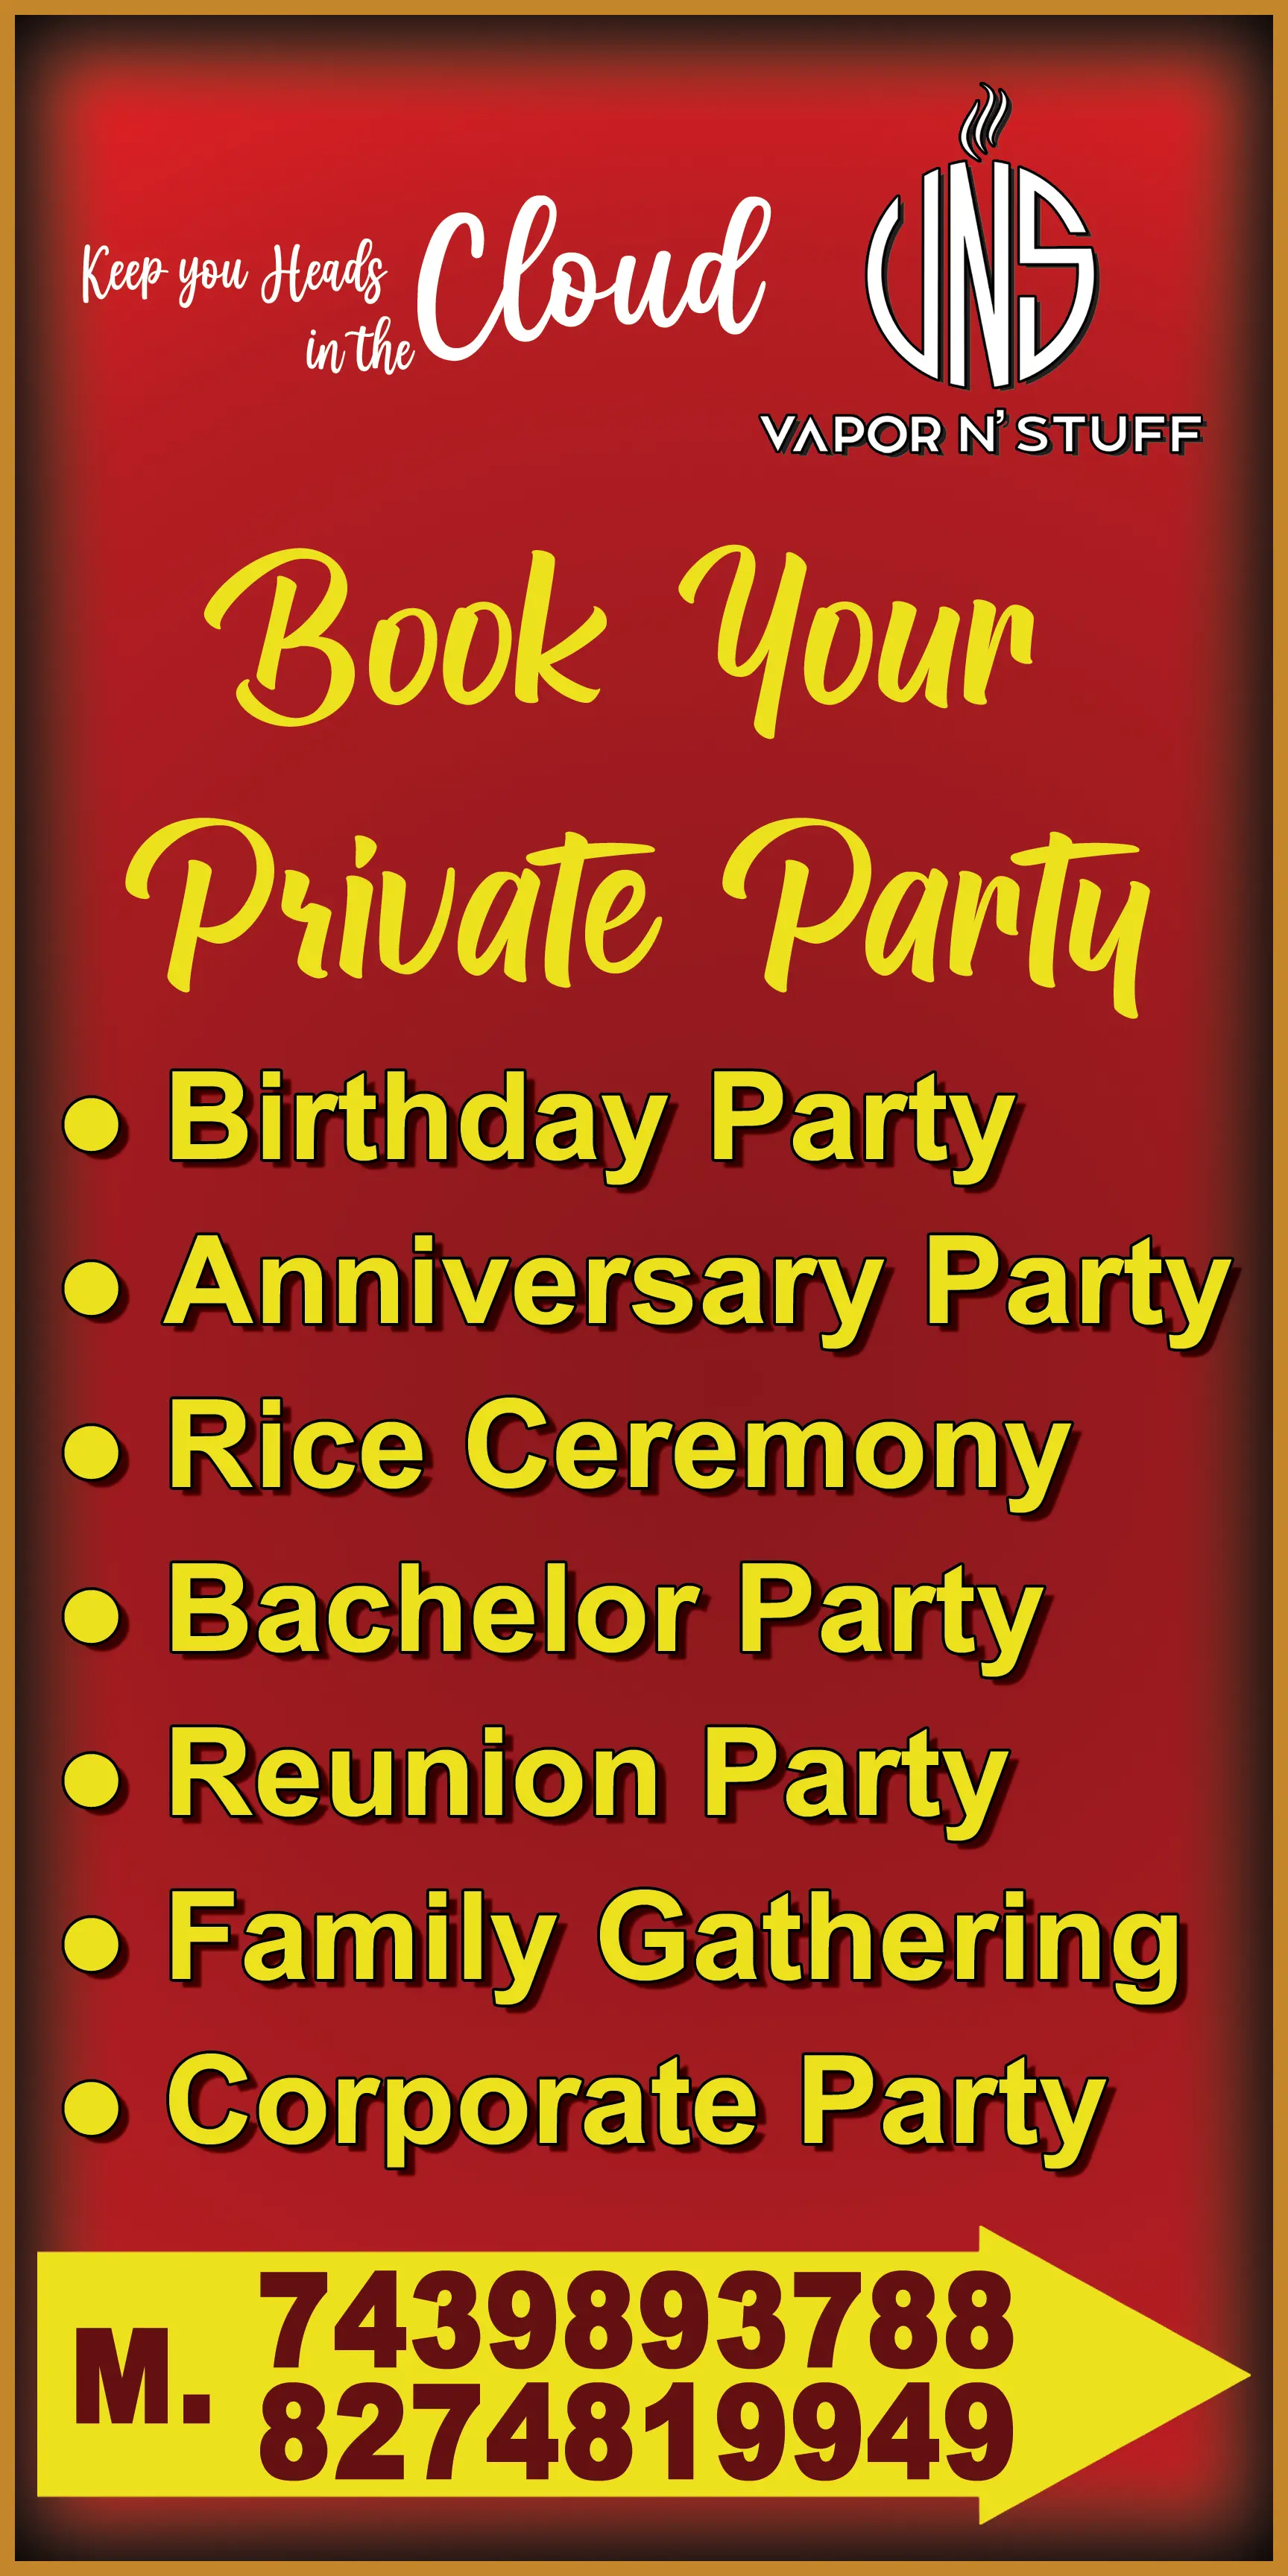 Keep you Heads
in the Cloud
VNS
VAPOR N' STUFF
Book Your
Private Party
• Birthday Party
• Anniversary Party
• Rice Ceremony
• Bachelor Party
• Reunion Party
• Family Gathering
• Corporate Party
M. 7439893788
8274819949